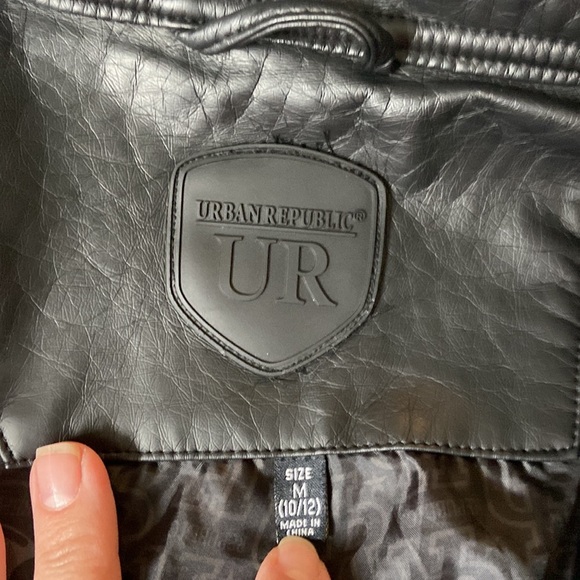 URBAN REPUBLIC®
UR
SIZE
M
(10/12)
MADE IN
CHINA